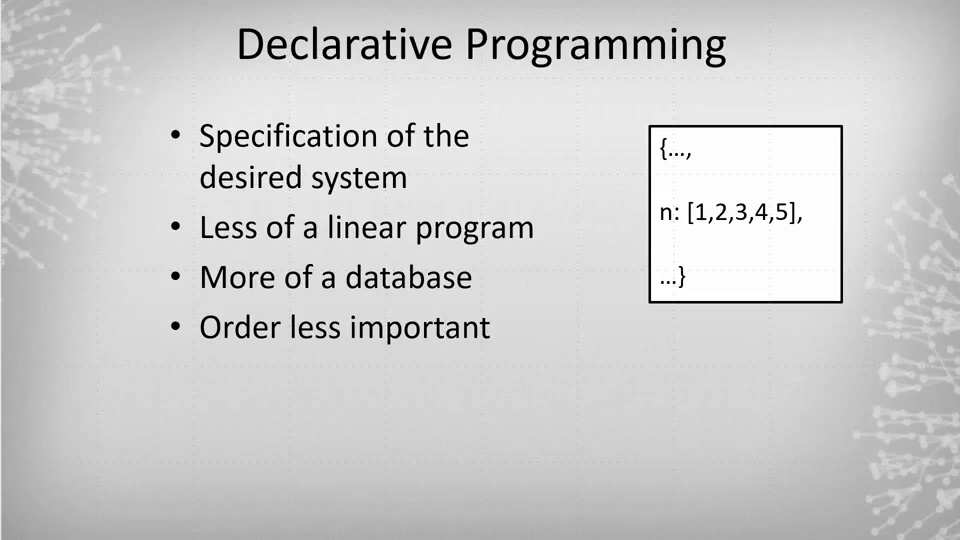 Declarative Programming
• Specification of the
desired system
• Less of a linear program
• More of a database
• Order less important
{…,
n: [1,2,3,4,5],
…}